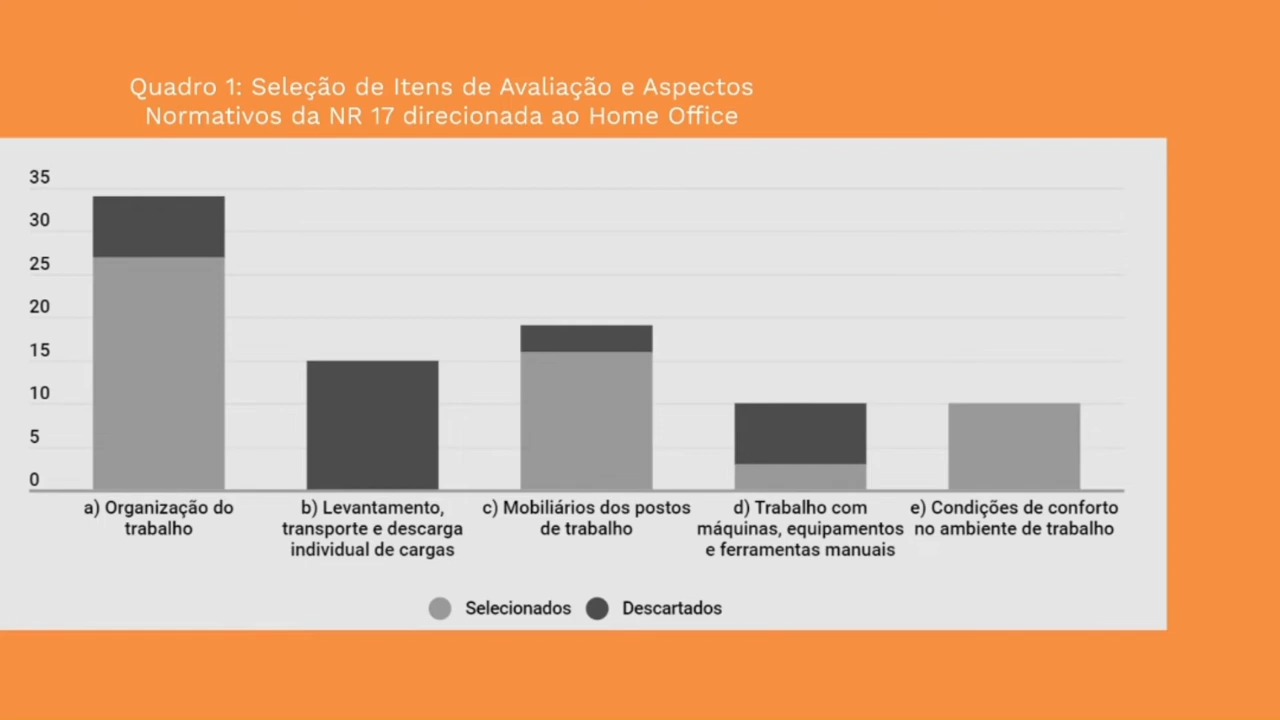 Quadro 1: Seleção de Itens de Avaliação e Aspectos
Normativos da NR 17 direcionada ao Home Office
35
30
25
20
15
10
5
0
a) Organização do
trabalho
b) Levantamento,
transporte e descarga
individual de cargas
c) Mobiliários dos postos
de trabalho
d) Trabalho com
máquinas, equipamentos
e ferramentas manuais
e) Condições de conforto
no ambiente de trabalho
Selecionados
Descartados